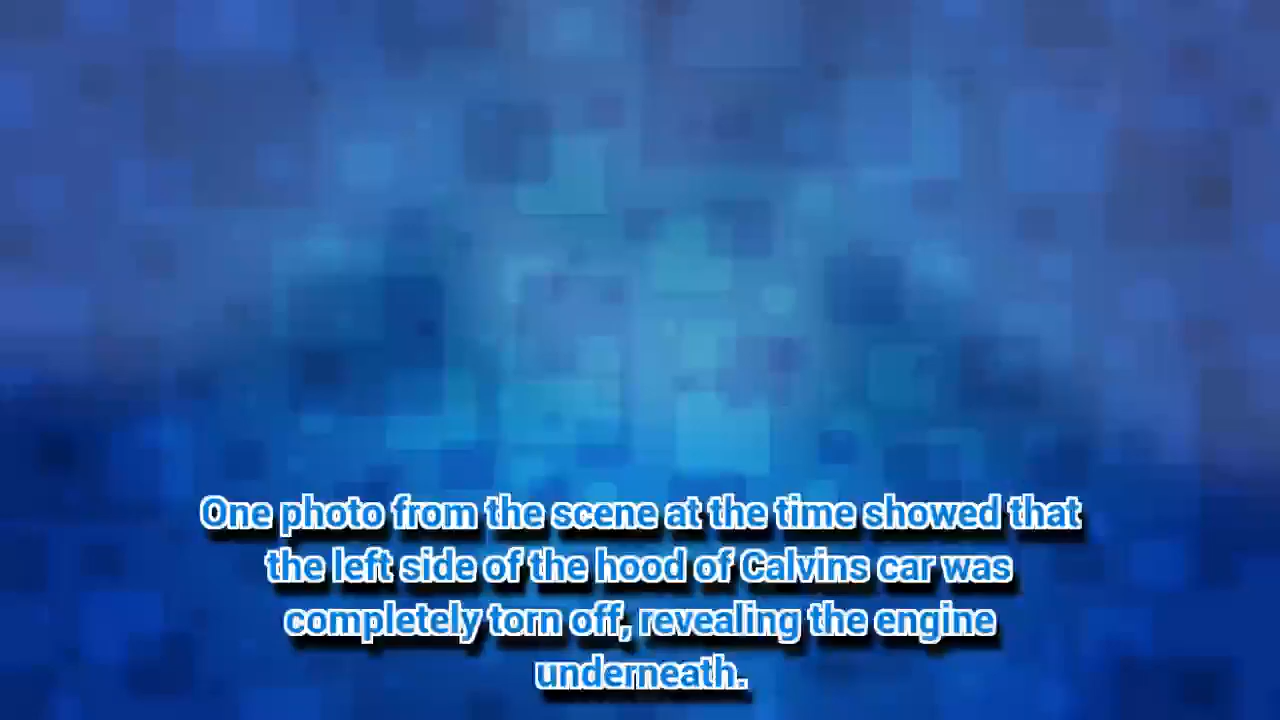 One photo from the scene at the time showed that
the left side of the hood of Calvins car was
completely torn off, revealing the engine
underneath.